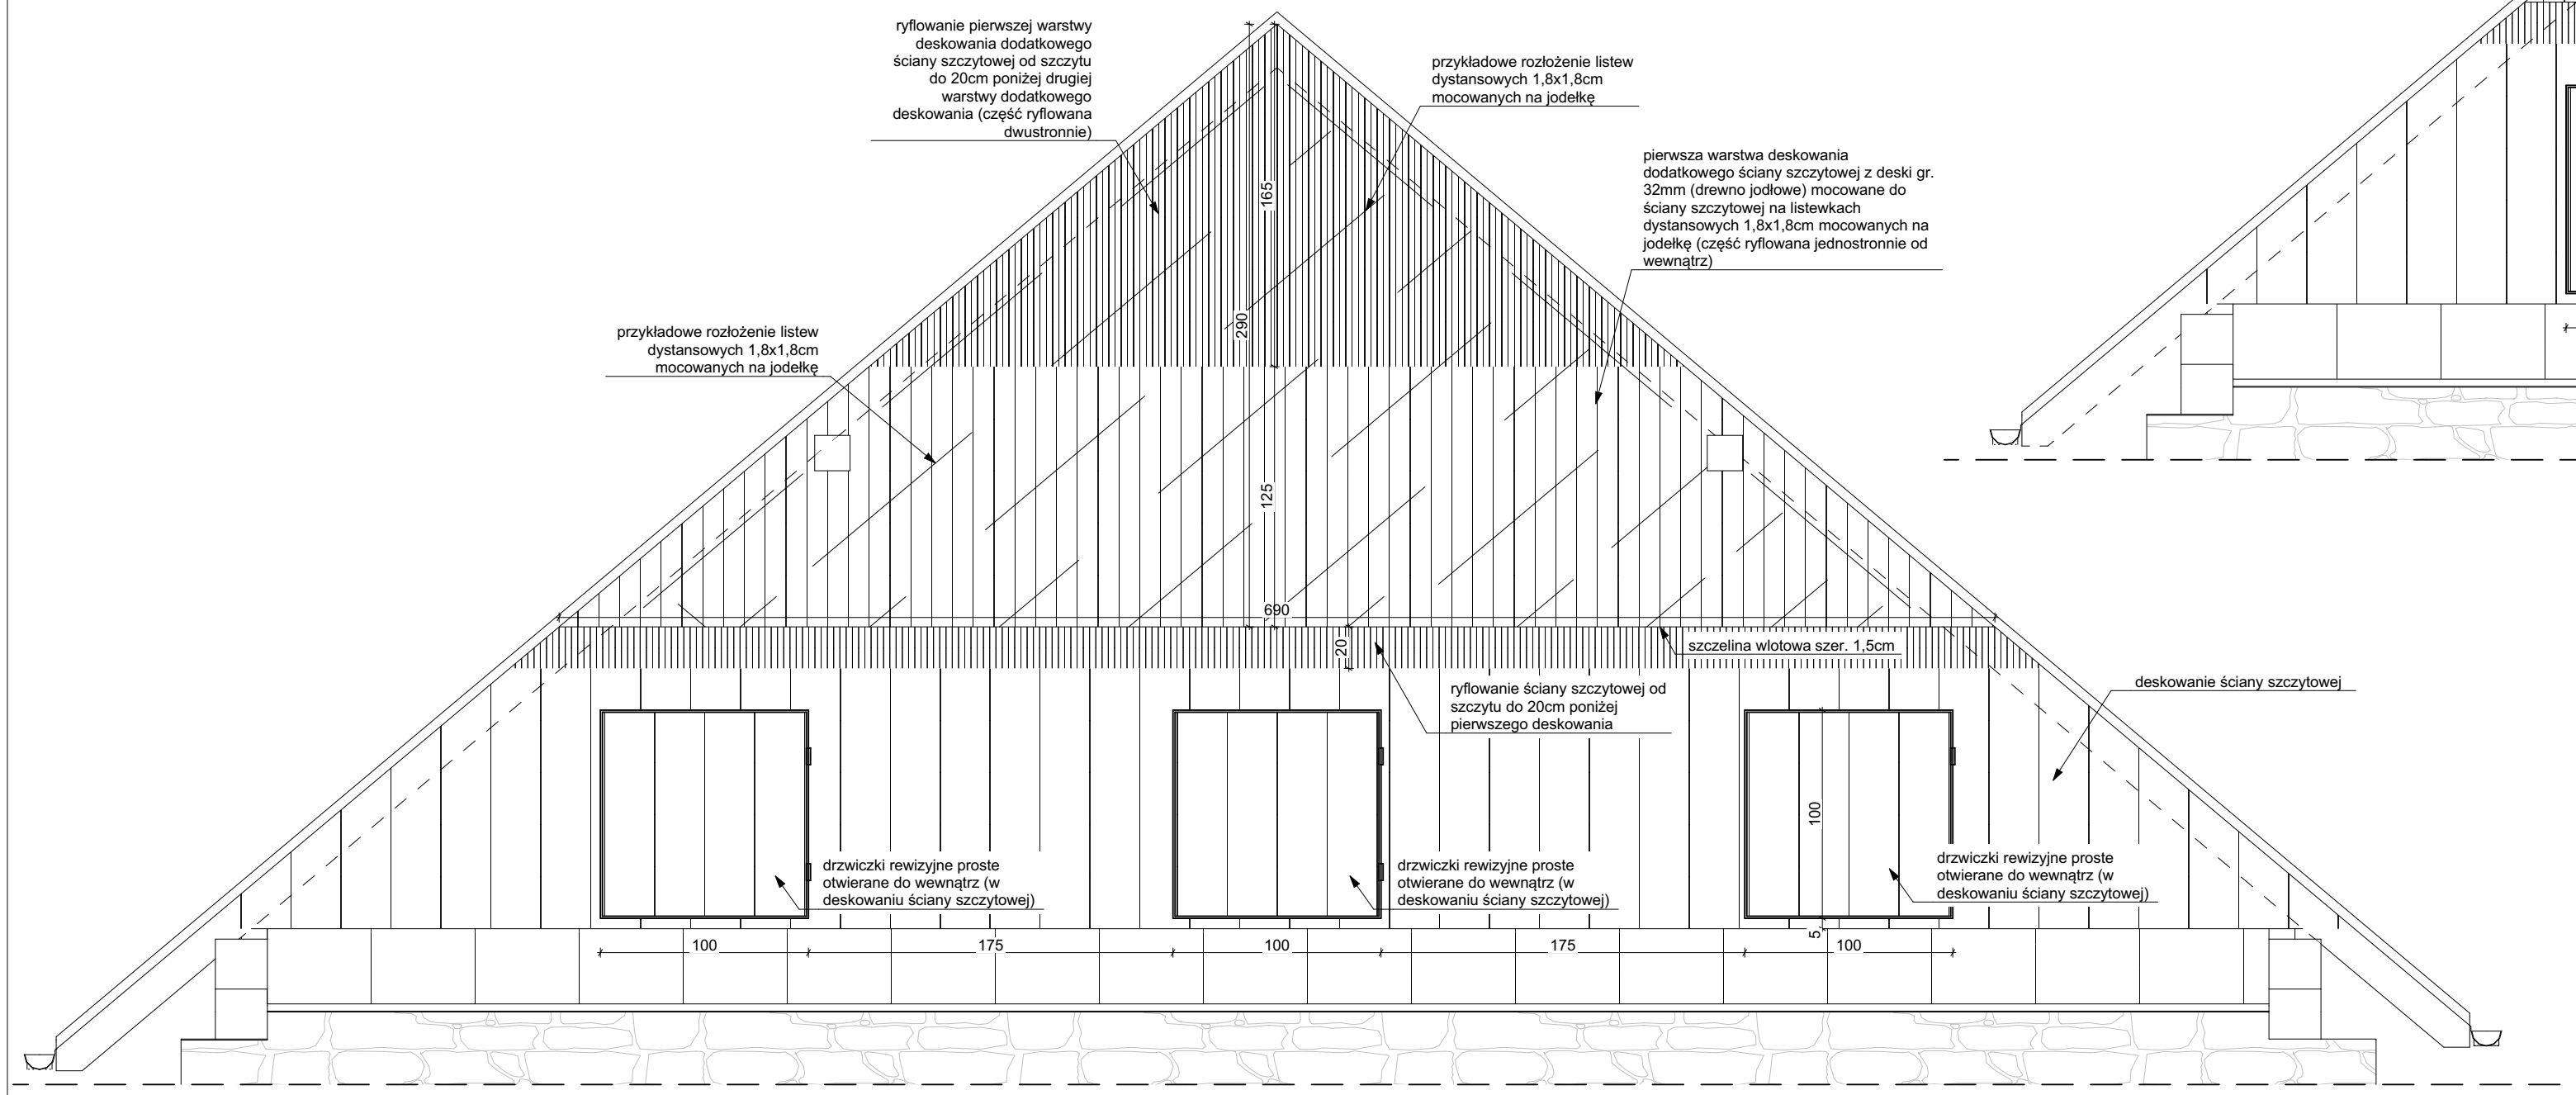 ryflowanie pierwszej warstwy
deskowania dodatkowego
ściany szczytowej od szczytu
do 20cm poniżej drugiej
warstwy dodatkowego
deskowania (część ryflowana
dwustronnie)
przykładowe rozłożenie listew
dystansowych 1,8x1,8cm
mocowanych na jodełkę
pierwsza warstwa deskowania
dodatkowego ściany szczytowej z deski gr.
32mm (drewno jodłowe) mocowane do
ściany szczytowej na listewkach
dystansowych 1,8x1,8cm mocowanych na
jodełkę (część ryflowana jednostronnie od
wewnątrz)
165
290
przykładowe rozłożenie listew
dystansowych 1,8x1,8cm
mocowanych na jodełkę
125
690
20
szczelina wlotowa szer. 1,5cm
ryflowanie ściany szczytowej od
szczytu do 20cm poniżej
pierwszego deskowania
deskowanie ściany szczytowej
100
drzwiczki rewizyjne proste
otwierane do wewnątrz (w
deskowaniu ściany szczytowej)
drzwiczki rewizyjne proste
otwierane do wewnątrz (w
deskowaniu ściany szczytowej)
drzwiczki rewizyjne proste
otwierane do wewnątrz (w
deskowaniu ściany szczytowej)
5
100
175
100
175
100